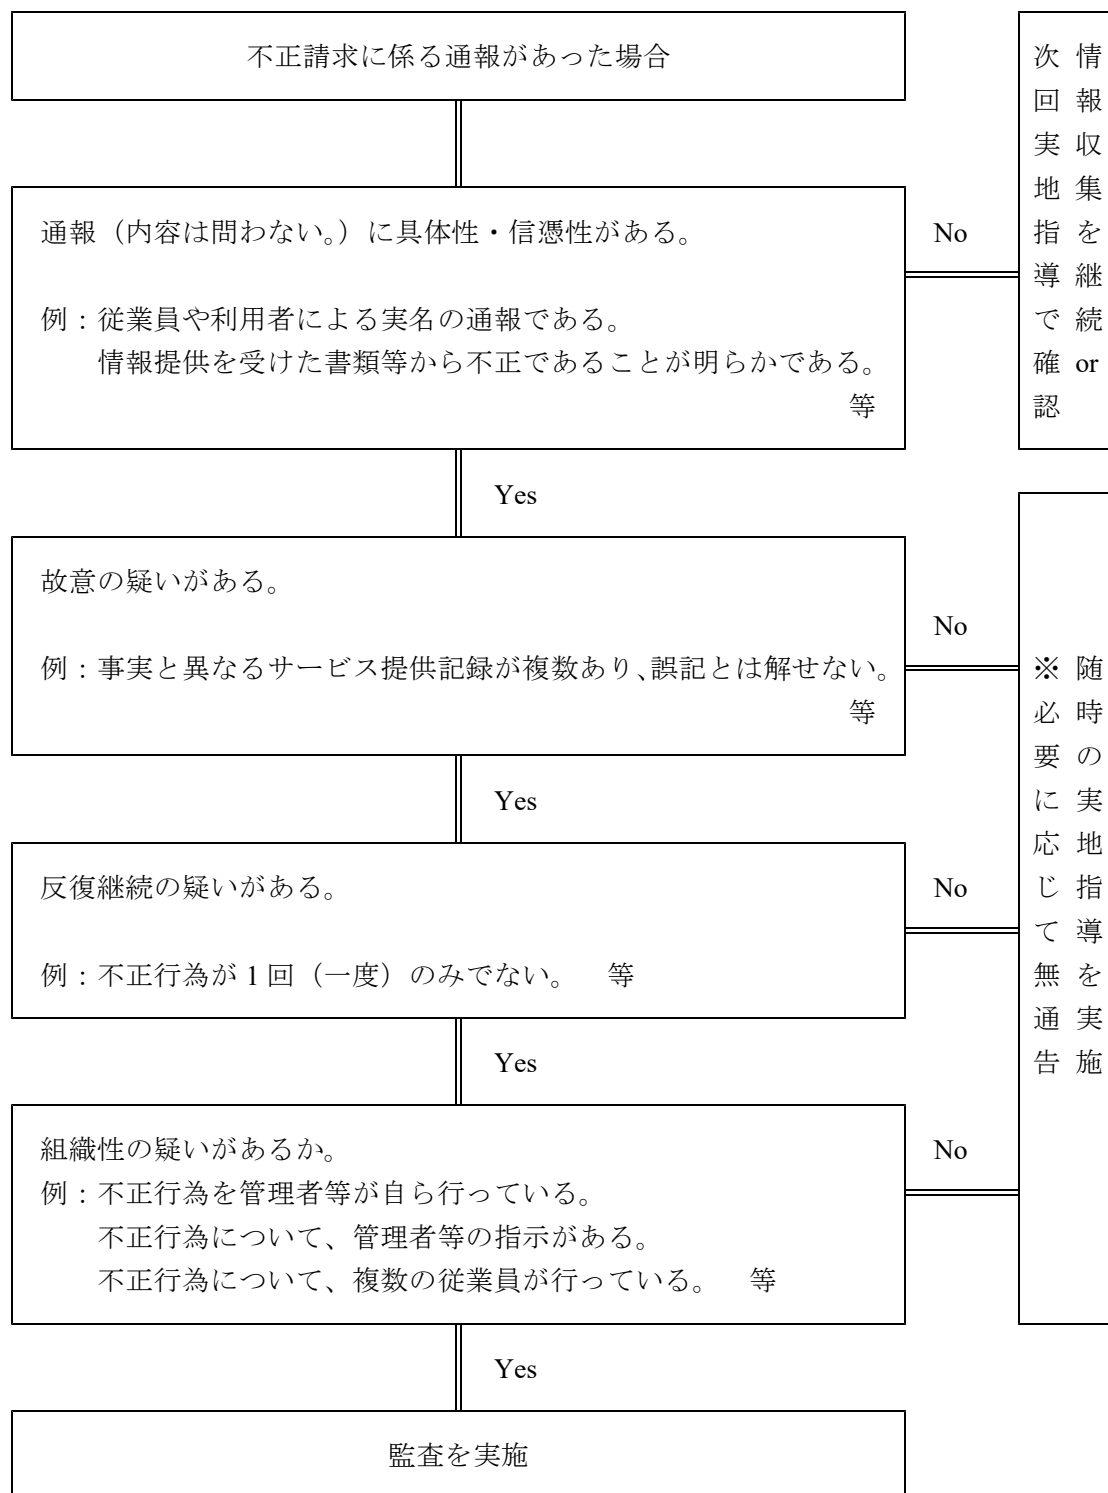 不正請求に係る通報があった場合
通報（内容は問わない。）に具体性・信憑性がある。
例：従業員や利用者による実名の通報である。
情報提供を受けた書類等から不正であることが明らかである。
等
No
情報収集を継続or
次回実地指導で確認
Yes
故意の疑いがある。
例：事実と異なるサービス提供記録が複数あり、誤記とは解せない。
等
No
Yes
反復継続の疑いがある。
例：不正行為が1回（一度）のみでない。　等
No
随時の実地指導を実施
※必要に応じて無通告
Yes
組織性の疑いがあるか。
例：不正行為を管理者等が自ら行っている。
不正行為について、管理者等の指示がある。
不正行為について、複数の従業員が行っている。　等
No
Yes
監査を実施